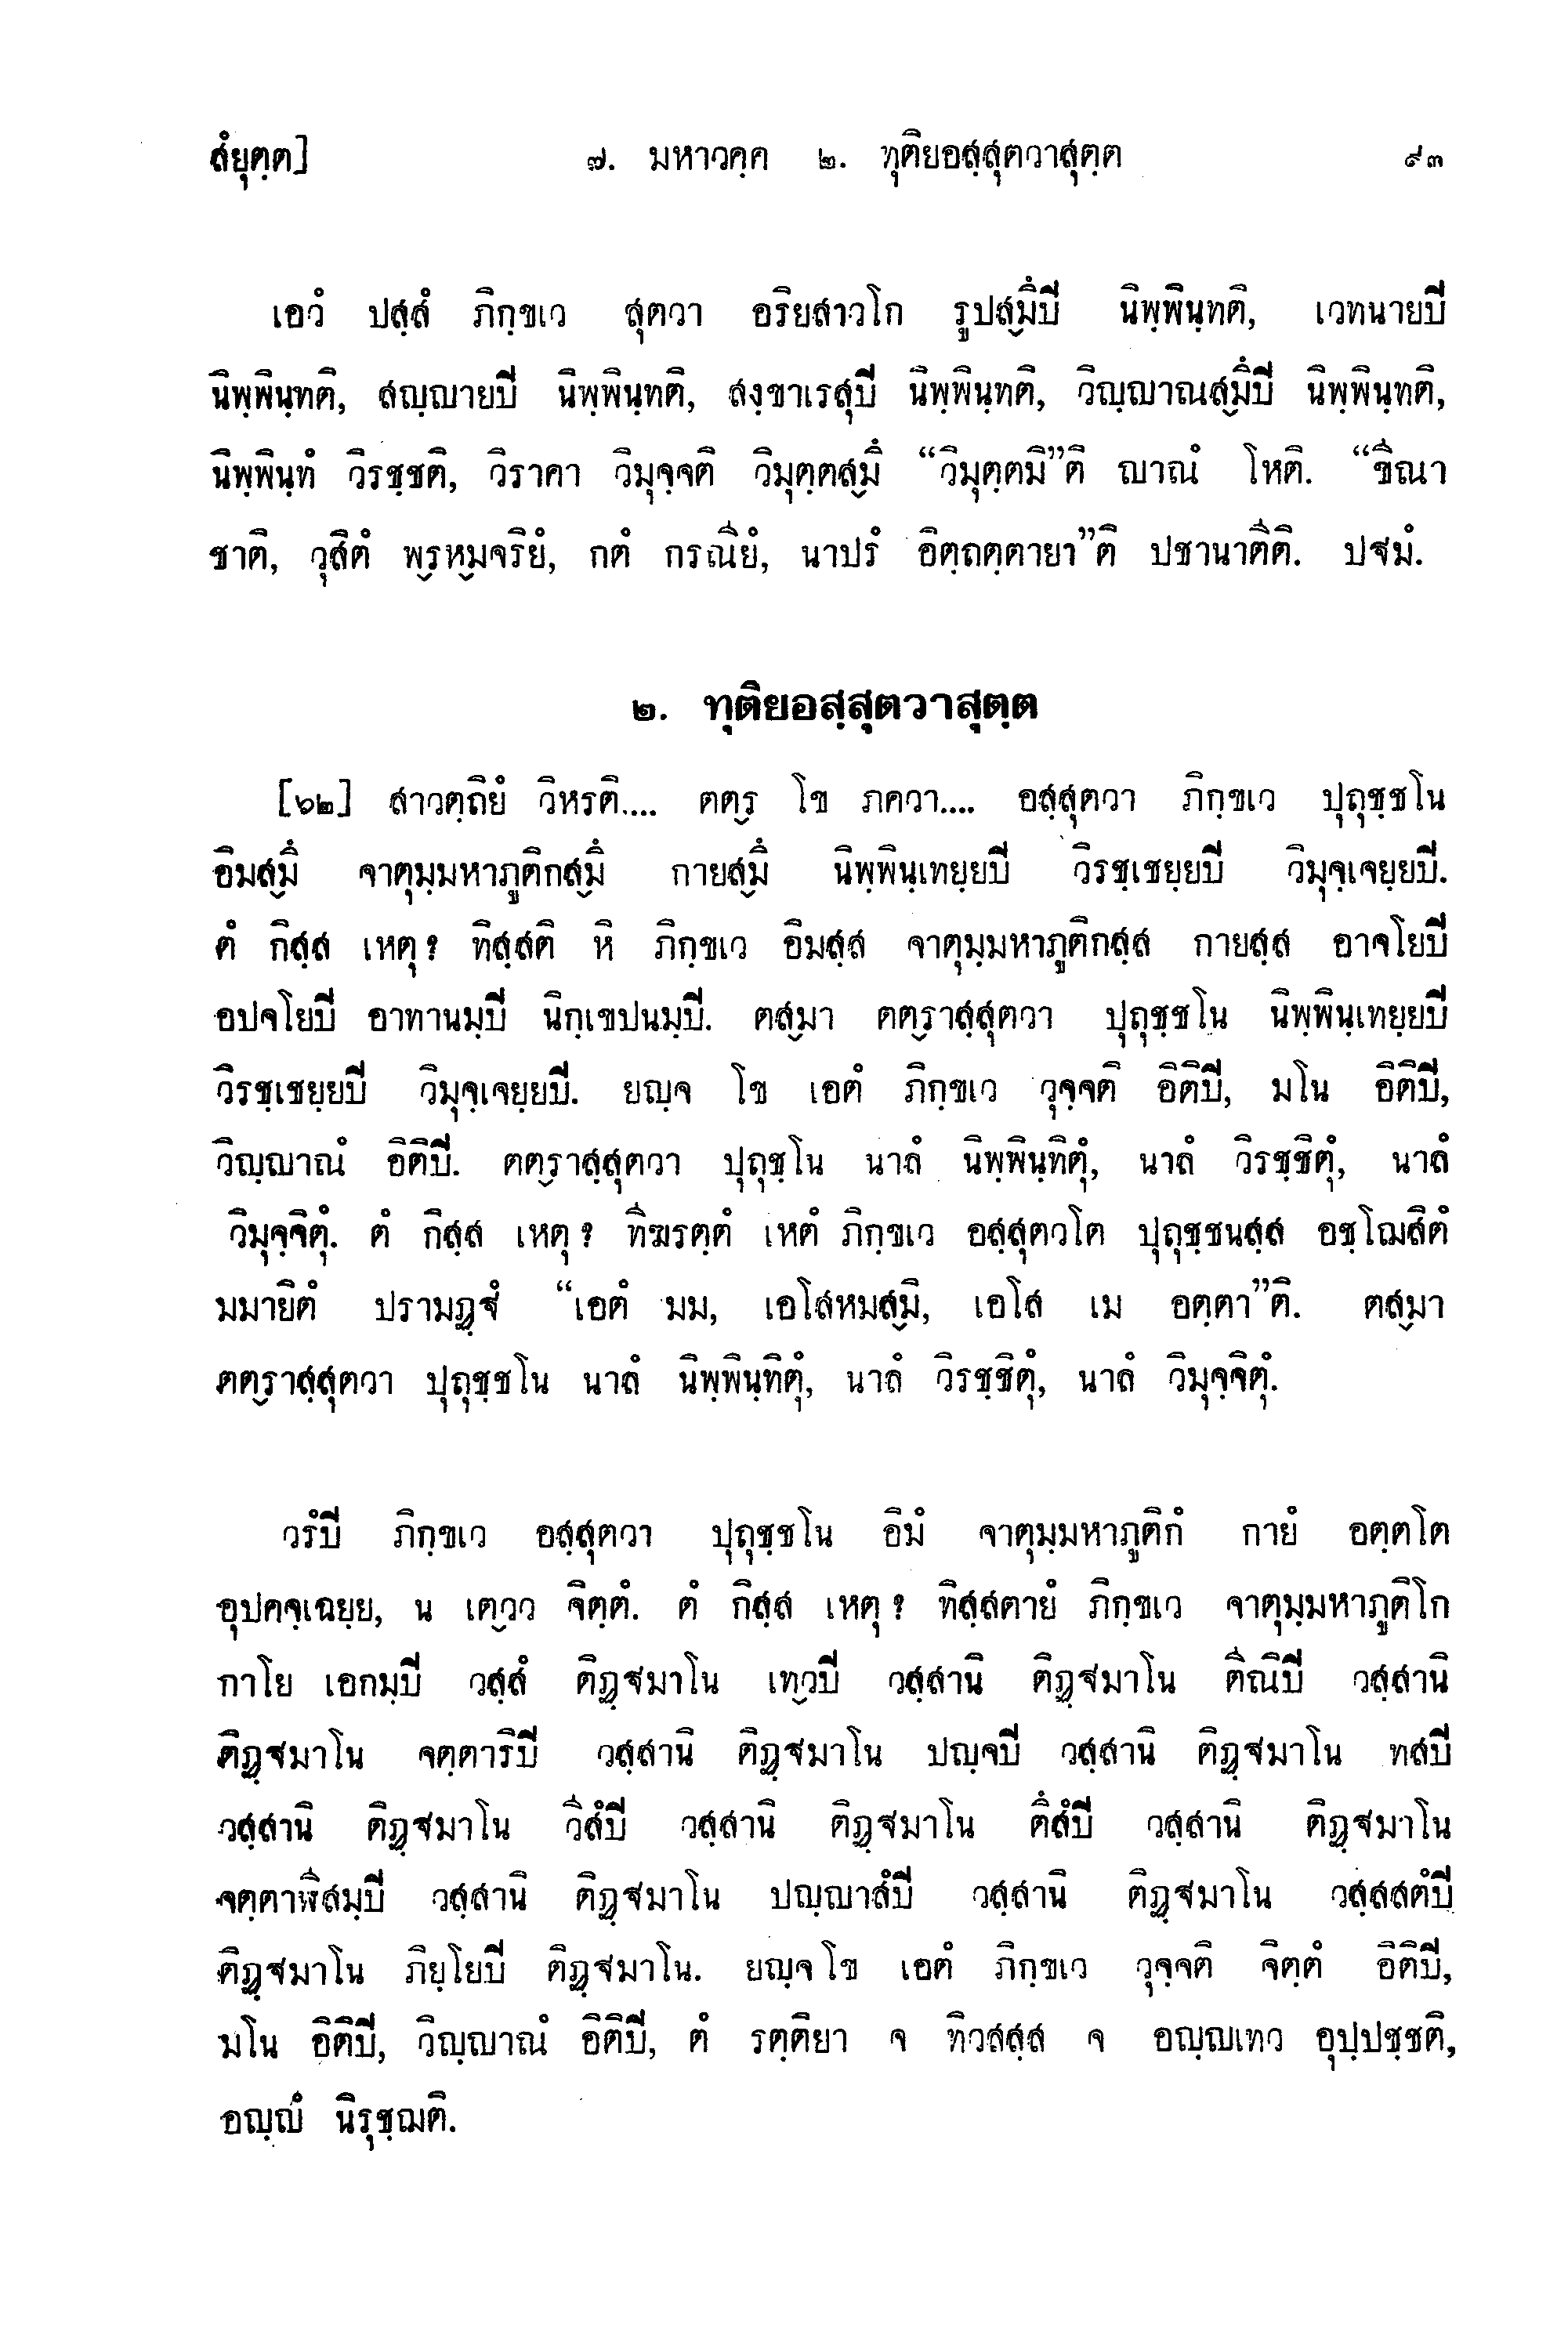 สํยุตฺต] ๗. มหาวคฺค ๒. ทุติยอสฺสุตวาสุตฺต ๙๓
เอวํ ปสฺสํ ภิกฺขเว สุตวา อริยสาวโก รูปสฺ๎มิํปิ นิพฺพินฺทติ, เวทนายปิ
นิพฺพินฺทติ, สญฺญายปิ นิพฺพินฺทติ, สงฺขาเรสุปิ นิพฺพินฺทติ, วิญฺญาณส๎มิํปิ นิพฺพินฺทติ,
นิพฺพินฺทํ วิรชฺชติ, วิราคา วิมุจฺจติ วิมุตฺตส๎มิํ “วิมุตฺตมิ”ติ ญาณํ โหติ. “ขีณา
ชาติ, วุสิตํ พ๎รห๎มจริยํ, กตํ กรณียํ, นาปรํ อิตฺถตฺตายา”ติ ปชานาตีติ. ปฐมํ.
๒. ทุติยอสฺสุตวาสุตฺต
[๖๒] สาวตฺถิยํ วิหรติ.... ตต๎ร โข ภควา.... อสฺสุตวา ภิกฺขเว ปุถุชฺชโน
อิมส๎มิํ จาตุมฺมหาภูติกส๎มิํ กายส๎มิํ นิพฺพินฺเทยฺยปิ วิรชฺเชยฺยปิ วิมุจฺเจยฺยปิ.
ตํ กิสฺส เหตุ? ทิสฺสติ หิ ภิกฺขเว อิมสฺส จาตุมฺมหาภูติกสฺส กายสฺส อาจโยปิ
อปจโยปิ อาทานมฺปิ นิกฺเขปนมฺปิ. ตส๎มา ตต๎ราสฺสุตวา ปุถุชฺชโน นิพฺพินฺเทยฺยปิ
วิรชฺเชยฺยปิ วิมุจฺเจยฺยปิ. ยญฺจ โข เอตํ ภิกฺขเว วุจฺจติ อิติปิ, มโน อิติปิ,
วิญฺญาณํ อิติปิ. ตต๎ราสฺสุตวา ปุถุชฺโน นาลํ นิพฺพินฺทิตุํ, นาลํ วิรชฺชิตุํ, นาลํ
วิมุจฺจิตุํ. ตํ กิสฺส เหตุ? ทีฆรตฺตํ เหตํ ภิกฺขเว อสฺสุตวโต ปุถุชฺชนสฺส อชฺโฌสิตํ
มมายิตํ ปรามฏฺฐํ “เอตํ มม, เอโสหมส๎มิ, เอโส เม อตฺตา”ติ. ตส๎มา
ตต๎ราสฺสุตวา ปุถุชฺชโน นาลํ นิพฺพินฺทิตุํ, นาลํ วิรชฺชิตุํ, นาลํ วิมุจฺจิตุํ.
วรํปิ ภิกฺขเว อสฺสุตวา ปุถุชฺชโน อิมํ จาตุมฺมหาภูติกํ กายํ อตฺตโต
อุปคจฺเฉยฺย, น เต๎วว จิตฺตํ. ตํ กิสฺส เหตุ? ทิสฺสตายํ ภิกฺขเว จาตุมฺมหาภูติโก
กาโย เอกมฺปิ วสฺสํ ติฏฺฐมาโน เท๎วปิ วสฺสานิ ติฏฺฐมาโน ตีณิปิ วสฺสานิ
ติฏฺฐมาโน จตฺตาริปิ วสฺสานิ ติฏฺฐมาโน ปญฺจปิ วสฺสานิ ติฏฺฐมาโน ทสปิ
วสฺสานิ ติฏฺฐมาโน วีสํปิ วสฺสานิ ติฏฺฐมาโน ตึสํปิ วสฺสานิ ติฏฺฐมาโน
จตฺตาฬีสมฺปิ วสฺสานิ ติฏฺฐมาโน ปญฺญาสํปิ วสฺสานิ ติฏฺฐมาโน วสฺสสตํปิ
ติฏฺฐมาโน ภิยฺโยปิ ติฏฺฐมาโน. ยญฺจ โข เอตํ ภิกฺขเว วุจฺจติ จิตฺตํ อิติปิ,
มโน อิติปิ, วิญฺญาณํ อิติปิ, ตํ รตฺติยา จ ทิวสสฺส จ อญฺญเทว อุปฺปชฺชติ,
อญฺญํ นิรุชฺฌติ.